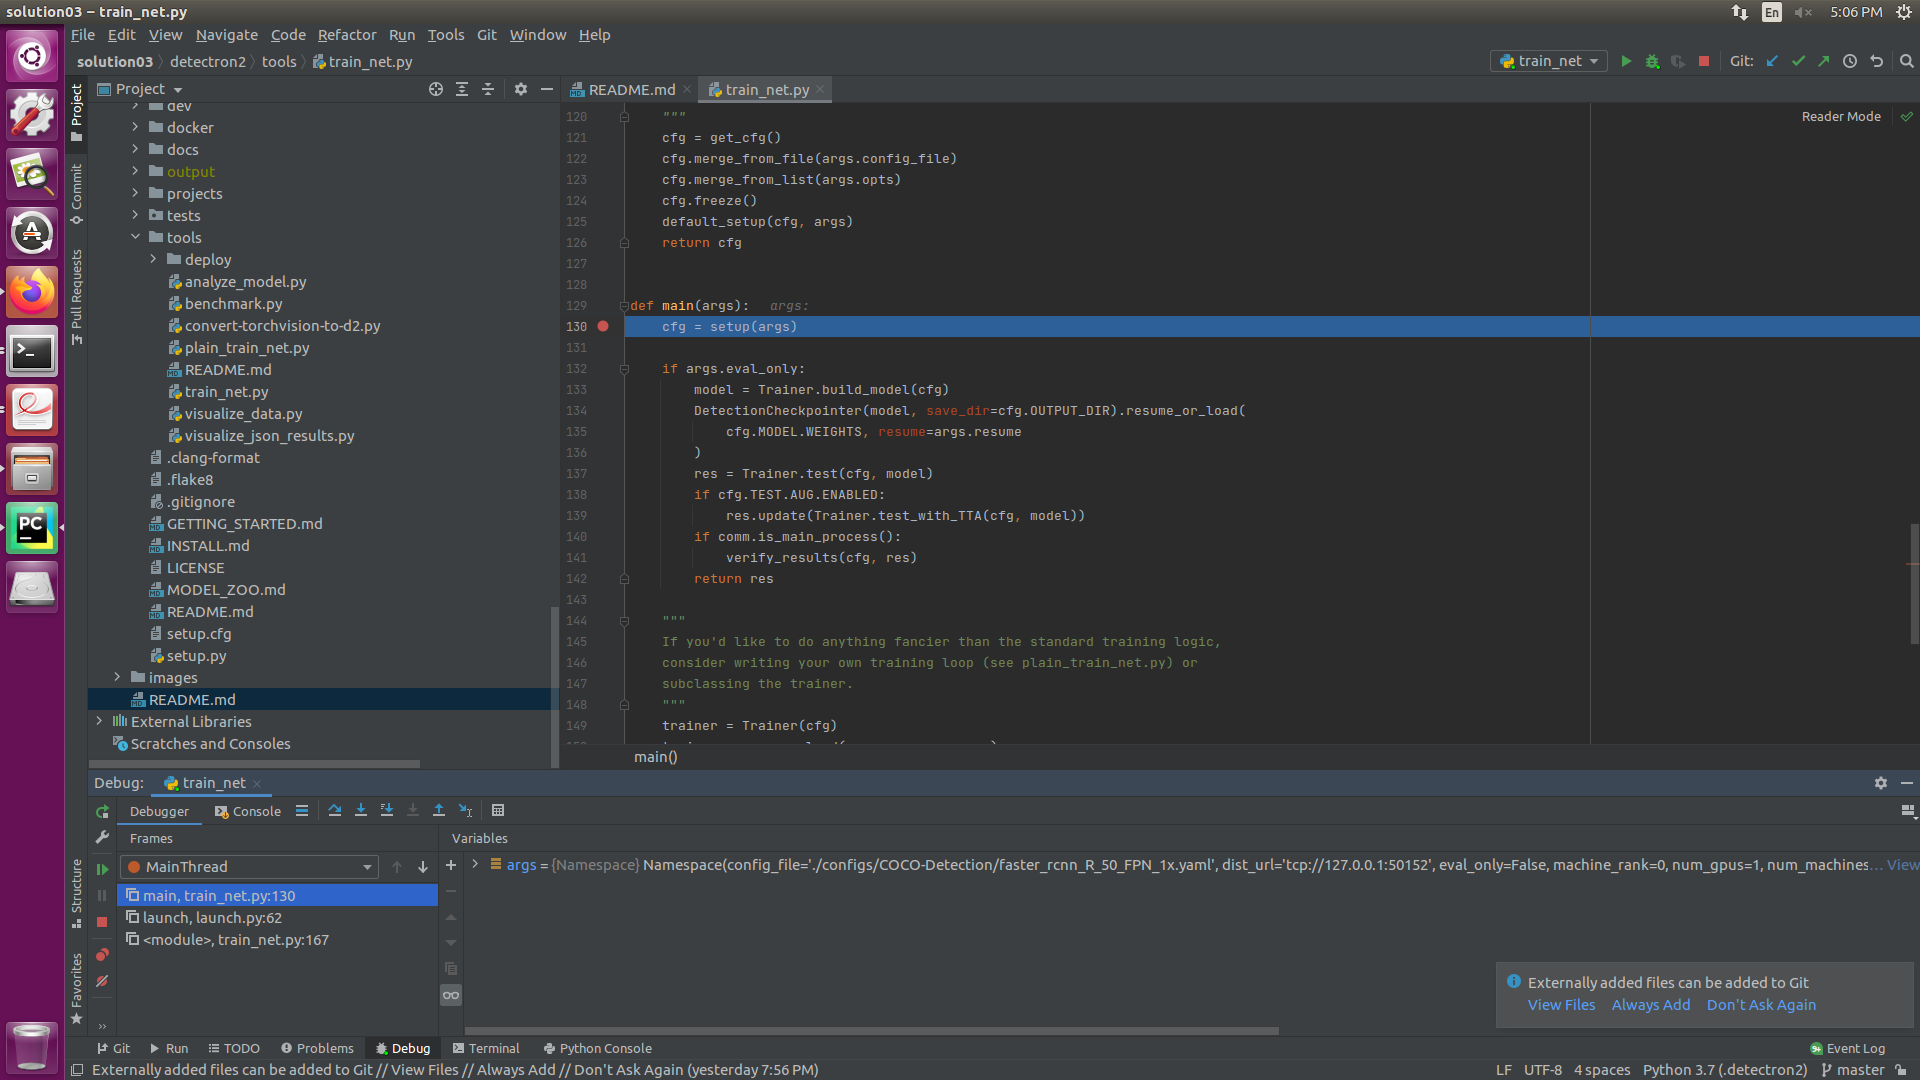 solution03 – train_net.py
En
5:06 PM
File Edit View Navigate Code Refactor Run Tools Git Window Help
solution03 detectron2 tools train_net.py
train_net
Git:
Project
README.md
train_net.py
Reader Mode
Project
Commit
Pull Requests
Structure
Favorites
dev
docker
docs
output
projects
tests
tools
deploy
analyze_model.py
benchmark.py
convert-torchvision-to-d2.py
plain_train_net.py
README.md
train_net.py
visualize_data.py
visualize_json_results.py
.clang-format
.flake8
.gitignore
GETTING_STARTED.md
INSTALL.md
LICENSE
MODEL_ZOO.md
README.md
setup.cfg
setup.py
images
README.md
External Libraries
Scratches and Consoles
120 """
121 cfg = get_cfg()
122 cfg.merge_from_file(args.config_file)
123 cfg.merge_from_list(args.opts)
124 cfg.freeze()
125 default_setup(cfg, args)
126 return cfg
127
128
129 def main(args): args:
130 cfg = setup(args)
131
132 if args.eval_only:
133 model = Trainer.build_model(cfg)
134 DetectionCheckpointer(model, save_dir=cfg.OUTPUT_DIR).resume_or_load(
135 cfg.MODEL.WEIGHTS, resume=args.resume
136 )
137 res = Trainer.test(cfg, model)
138 if cfg.TEST.AUG.ENABLED:
139 res.update(Trainer.test_with_TTA(cfg, model))
140 if comm.is_main_process():
141 verify_results(cfg, res)
142 return res
143
144 """
145 If you'd like to do anything fancier than the standard training logic,
146 consider writing your own training loop (see plain_train_net.py) or
147 subclassing the trainer.
148 """
149 trainer = Trainer(cfg)
main()
Debug: train_net
Debugger
Console
Frames
Variables
MainThread
main, train_net.py:130
launch, launch.py:62
<module>, train_net.py:167
args = {Namespace} Namespace(config_file='./configs/COCO-Detection/faster_rcnn_R_50_FPN_1x.yaml', dist_url='tcp://127.0.0.1:50152', eval_only=False, machine_rank=0, num_gpus=1, num_machines... View
Externally added files can be added to Git
View Files Always Add Don't Ask Again
Git Run TODO Problems Debug Terminal Python Console
9+ Event Log
Externally added files can be added to Git // View Files // Always Add // Don't Ask Again (yesterday 7:56 PM)
LF UTF-8 4 spaces Python 3.7 (.detectron2) master
PC